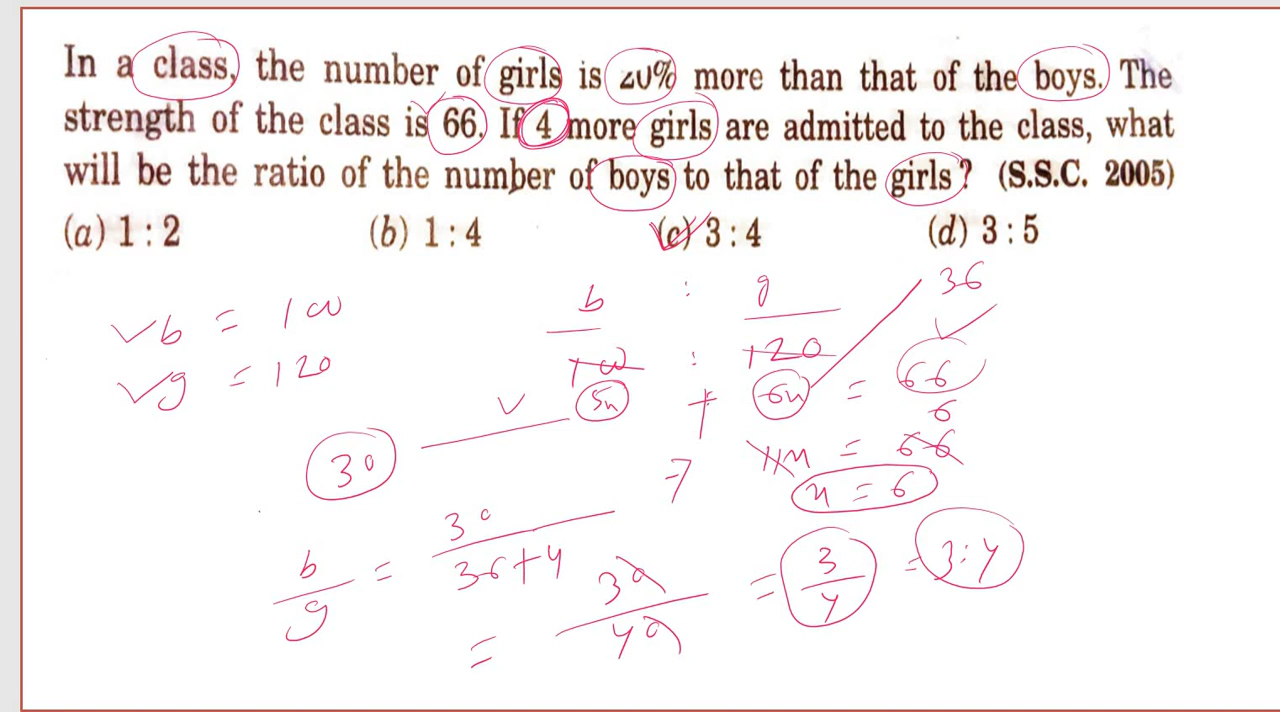 In a class, the number of girls is 20% more than that of the boys. The
strength of the class is 66. If 4 more girls are admitted to the class, what
will be the ratio of the number of boys to that of the girls? (S.S.C. 2005)
(a) 1 : 2 (b) 1 : 4 (c) 3 : 4 (d) 3 : 5
36
b : g
b = 100
100 : 120
g = 120
5x + 6x = 66
6
11x = 66
30
x = 6
b/g = 30/(36+4)
= 30/40 = 3/4 = 3:4